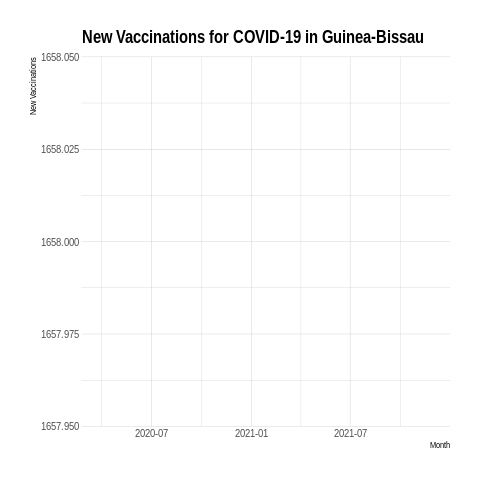 New Vaccinations for COVID-19 in Guinea-Bissau
New Vaccinations
1658.050
1658.025
1658.000
1657.975
1657.950
2020-07 2021-01 2021-07
Month